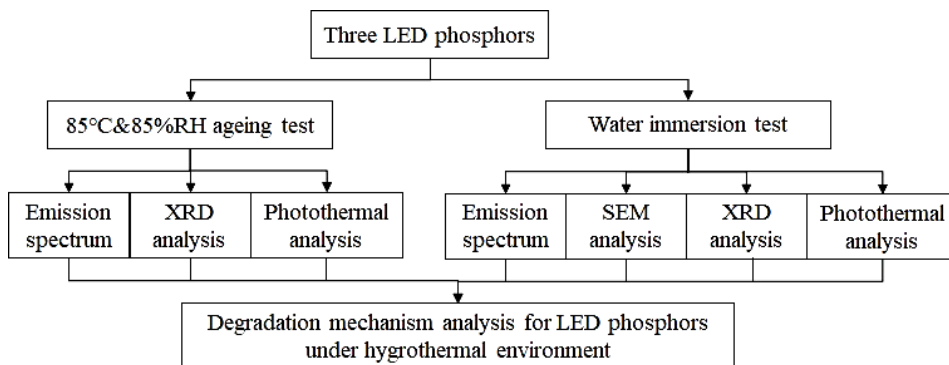 Three LED phosphors
85°C&85%RH ageing test
Water immersion test
Emission
spectrum
XRD
analysis
Photothermal
analysis
Emission
spectrum
SEM
analysis
XRD
analysis
Photothermal
analysis
Degradation mechanism analysis for LED phosphors
under hygrothermal environment